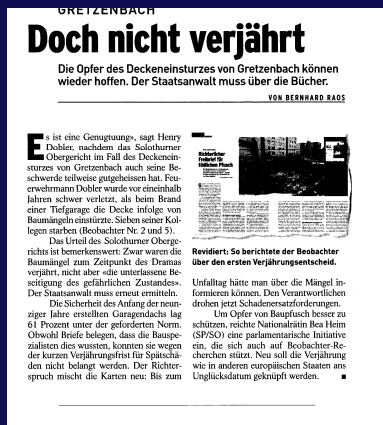 GRETZENBACH
Doch nicht verjährt
Die Opfer des Deckeneinsturzes von Gretzenbach können
wieder hoffen. Der Staatsanwalt muss über die Bücher.
VON BERNHARD RAOS
Es ist eine Genugtuung», sagt Henry
Dobler, nachdem das Solothurner
Obergericht im Fall des Deckenein-
sturzes von Gretzenbach auch seine Be-
schwerde teilweise gutgeheissen hat. Feu-
erwehrmann Dobler wurde vor eineinhalb
Jahren schwer verletzt, als beim Brand
einer Tiefgarage die Decke infolge von
Baumängeln einstürzte. Sieben seiner Kol-
legen starben (Beobachter Nr. 2 und 5).
Das Urteil des Solothurner Oberge-
richts ist bemerkenswert: Zwar waren die
Baumängel zum Zeitpunkt des Dramas
verjährt, nicht aber «die unterlassene Be-
seitigung des gefährlichen Zustandes».
Der Staatsanwalt muss erneut ermitteln.
Die Sicherheit des Anfang der neun-
ziger Jahre erstellten Garagendachs lag
61 Prozent unter der geforderten Norm.
Obwohl Briefe belegen, dass die Bauspe-
zialisten dies wussten, konnten sie wegen
der kurzen Verjährungsfrist für Spätschä-
den nicht belangt werden. Der Richter-
spruch mischt die Karten neu: Bis zum
Richterlicher
Freibrief für
tödlichen Pfusch
Revidiert: So berichtete der Beobachter
über den ersten Verjährungsentscheid.
Unfalltag hätte man über die Mängel in-
formieren können. Den Verantwortlichen
drohen jetzt Schadenersatzforderungen.
Um Opfer von Baupfusch besser zu
schützen, reichte Nationalrätin Bea Heim
(SP/SO) eine parlamentarische Initiative
ein, die sich auch auf Beobachter-Re-
cherchen stützt. Neu soll die Verjährung
wie in anderen europäischen Staaten ans
Unglücksdatum geknüpft werden.